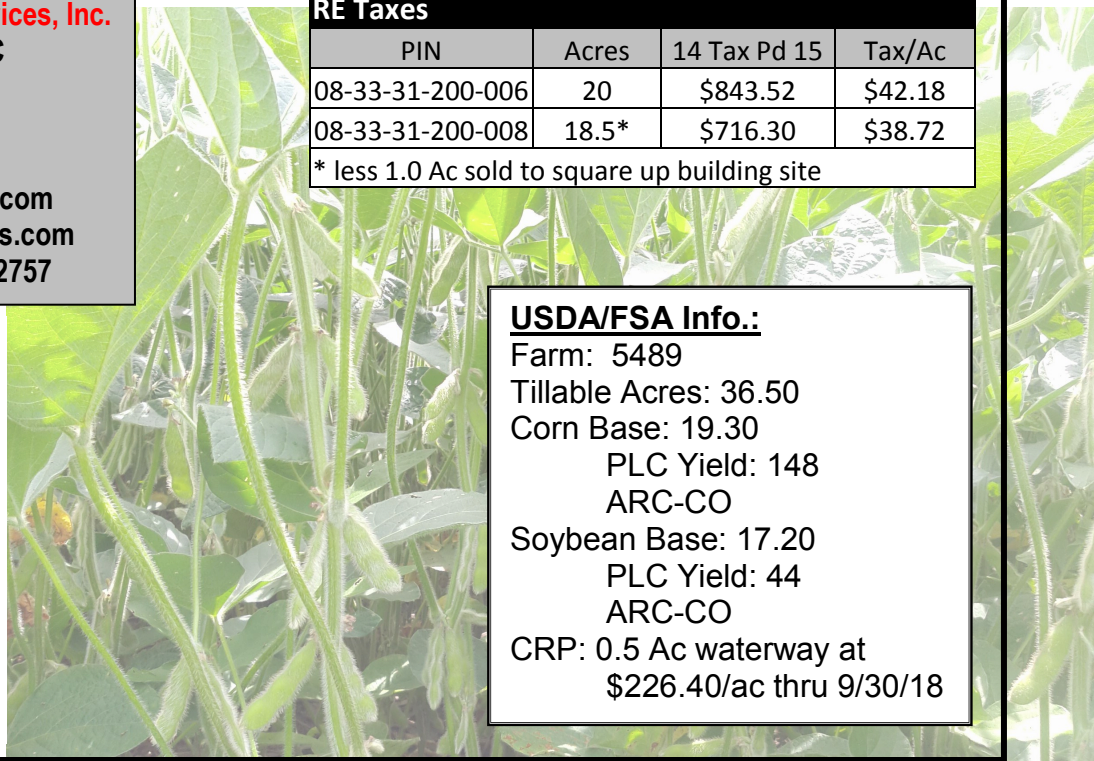 ices, Inc.
com
s.com
2757
RE Taxes
PIN Acres 14 Tax Pd 15 Tax/Ac
08-33-31-200-006 20 $843.52 $42.18
08-33-31-200-008 18.5* $716.30 $38.72
* less 1.0 Ac sold to square up building site
USDA/FSA Info.:
Farm: 5489
Tillable Acres: 36.50
Corn Base: 19.30
PLC Yield: 148
ARC-CO
Soybean Base: 17.20
PLC Yield: 44
ARC-CO
CRP: 0.5 Ac waterway at
$226.40/ac thru 9/30/18